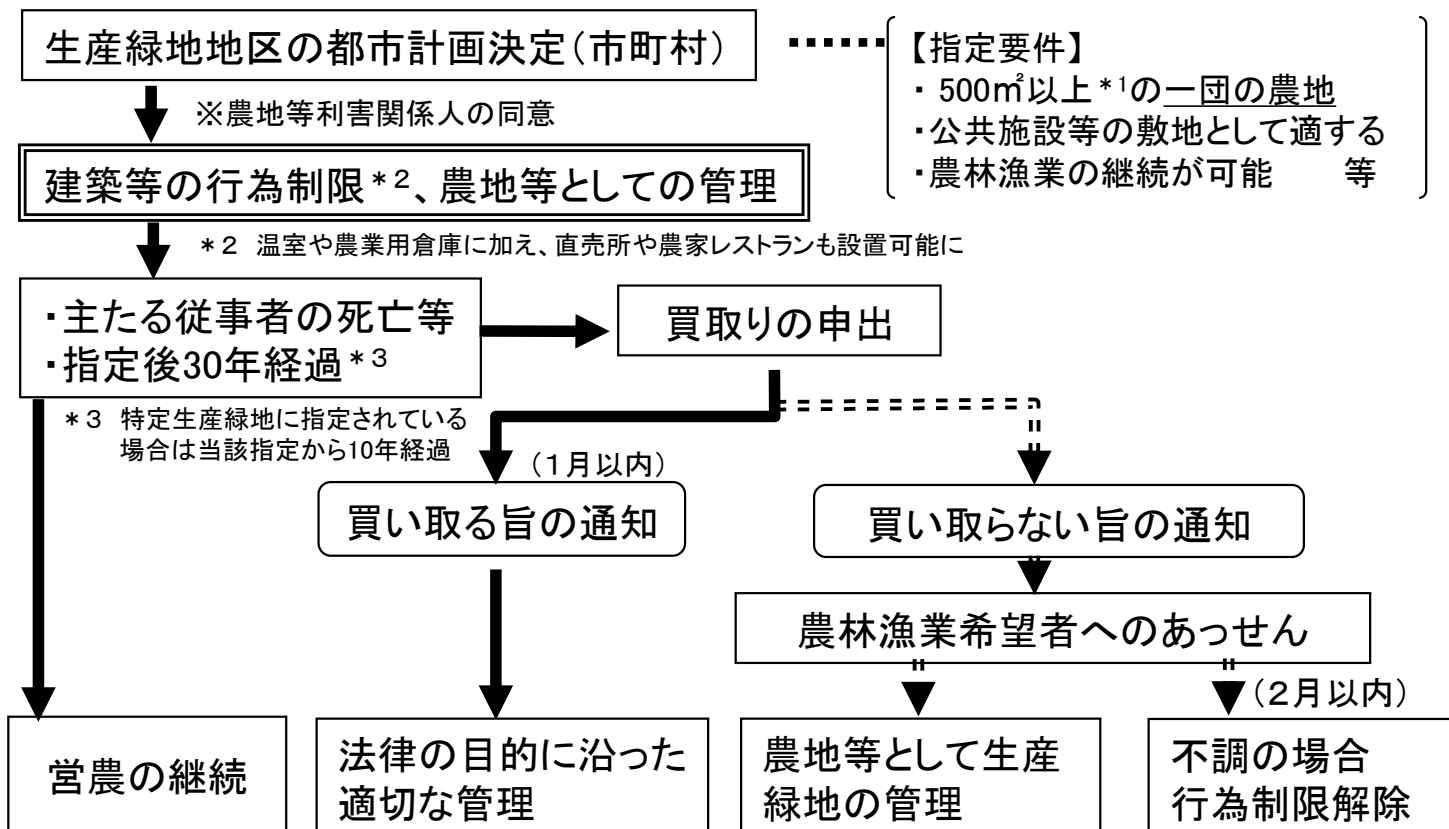 生産緑地地区の都市計画決定（市町村）
【指定要件】
・ 500㎡以上*1の一団の農地
・公共施設等の敷地として適する
・農林漁業の継続が可能　　等
※農地等利害関係人の同意
建築等の行為制限*2、農地等としての管理
*2　温室や農業用倉庫に加え、直売所や農家レストランも設置可能に
・主たる従事者の死亡等
・指定後30年経過*3
買取りの申出
*3　特定生産緑地に指定されている
場合は当該指定から10年経過
（１月以内）
買い取る旨の通知
買い取らない旨の通知
農林漁業希望者へのあっせん
（２月以内）
営農の継続
法律の目的に沿った
適切な管理
農地等として生産
緑地の管理
不調の場合
行為制限解除